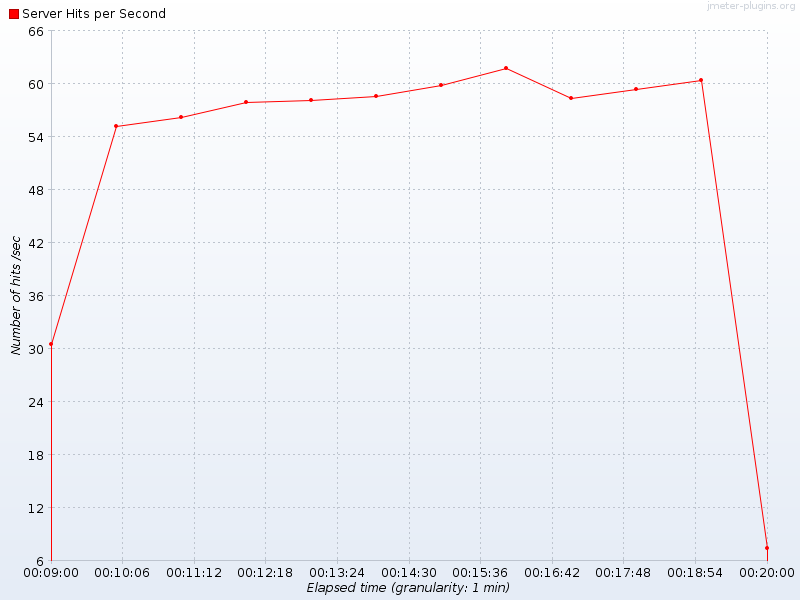 jmeter-plugins.org
Server Hits per Second
66
60
54
48
42
36
30
24
18
12
6
Number of hits /sec
00:09:00 00:10:06 00:11:12 00:12:18 00:13:24 00:14:30 00:15:36 00:16:42 00:17:48 00:18:54 00:20:00
Elapsed time (granularity: 1 min)